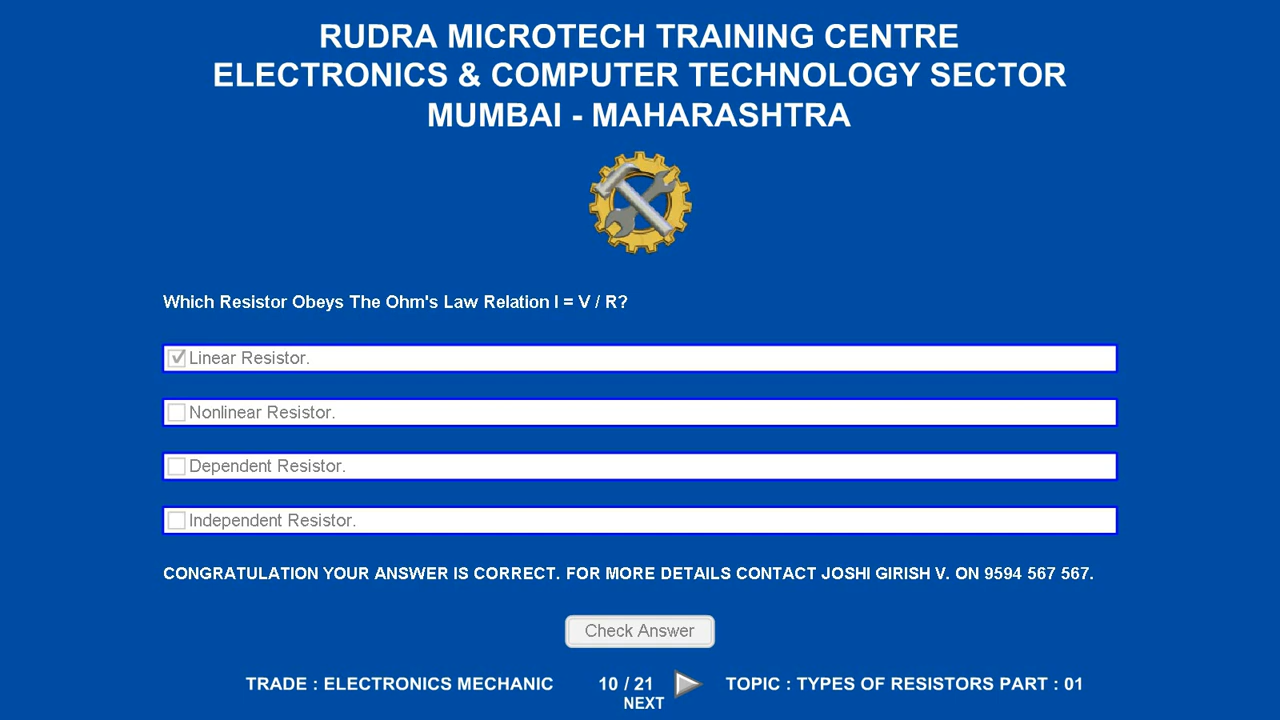 RUDRA MICROTECH TRAINING CENTRE
ELECTRONICS & COMPUTER TECHNOLOGY SECTOR
MUMBAI - MAHARASHTRA
Which Resistor Obeys The Ohm's Law Relation I = V / R?
Linear Resistor.
Nonlinear Resistor.
Dependent Resistor.
Independent Resistor.
CONGRATULATION YOUR ANSWER IS CORRECT. FOR MORE DETAILS CONTACT JOSHI GIRISH V. ON 9594 567 567.
Check Answer
TRADE : ELECTRONICS MECHANIC 10 / 21 TOPIC : TYPES OF RESISTORS PART : 01
NEXT